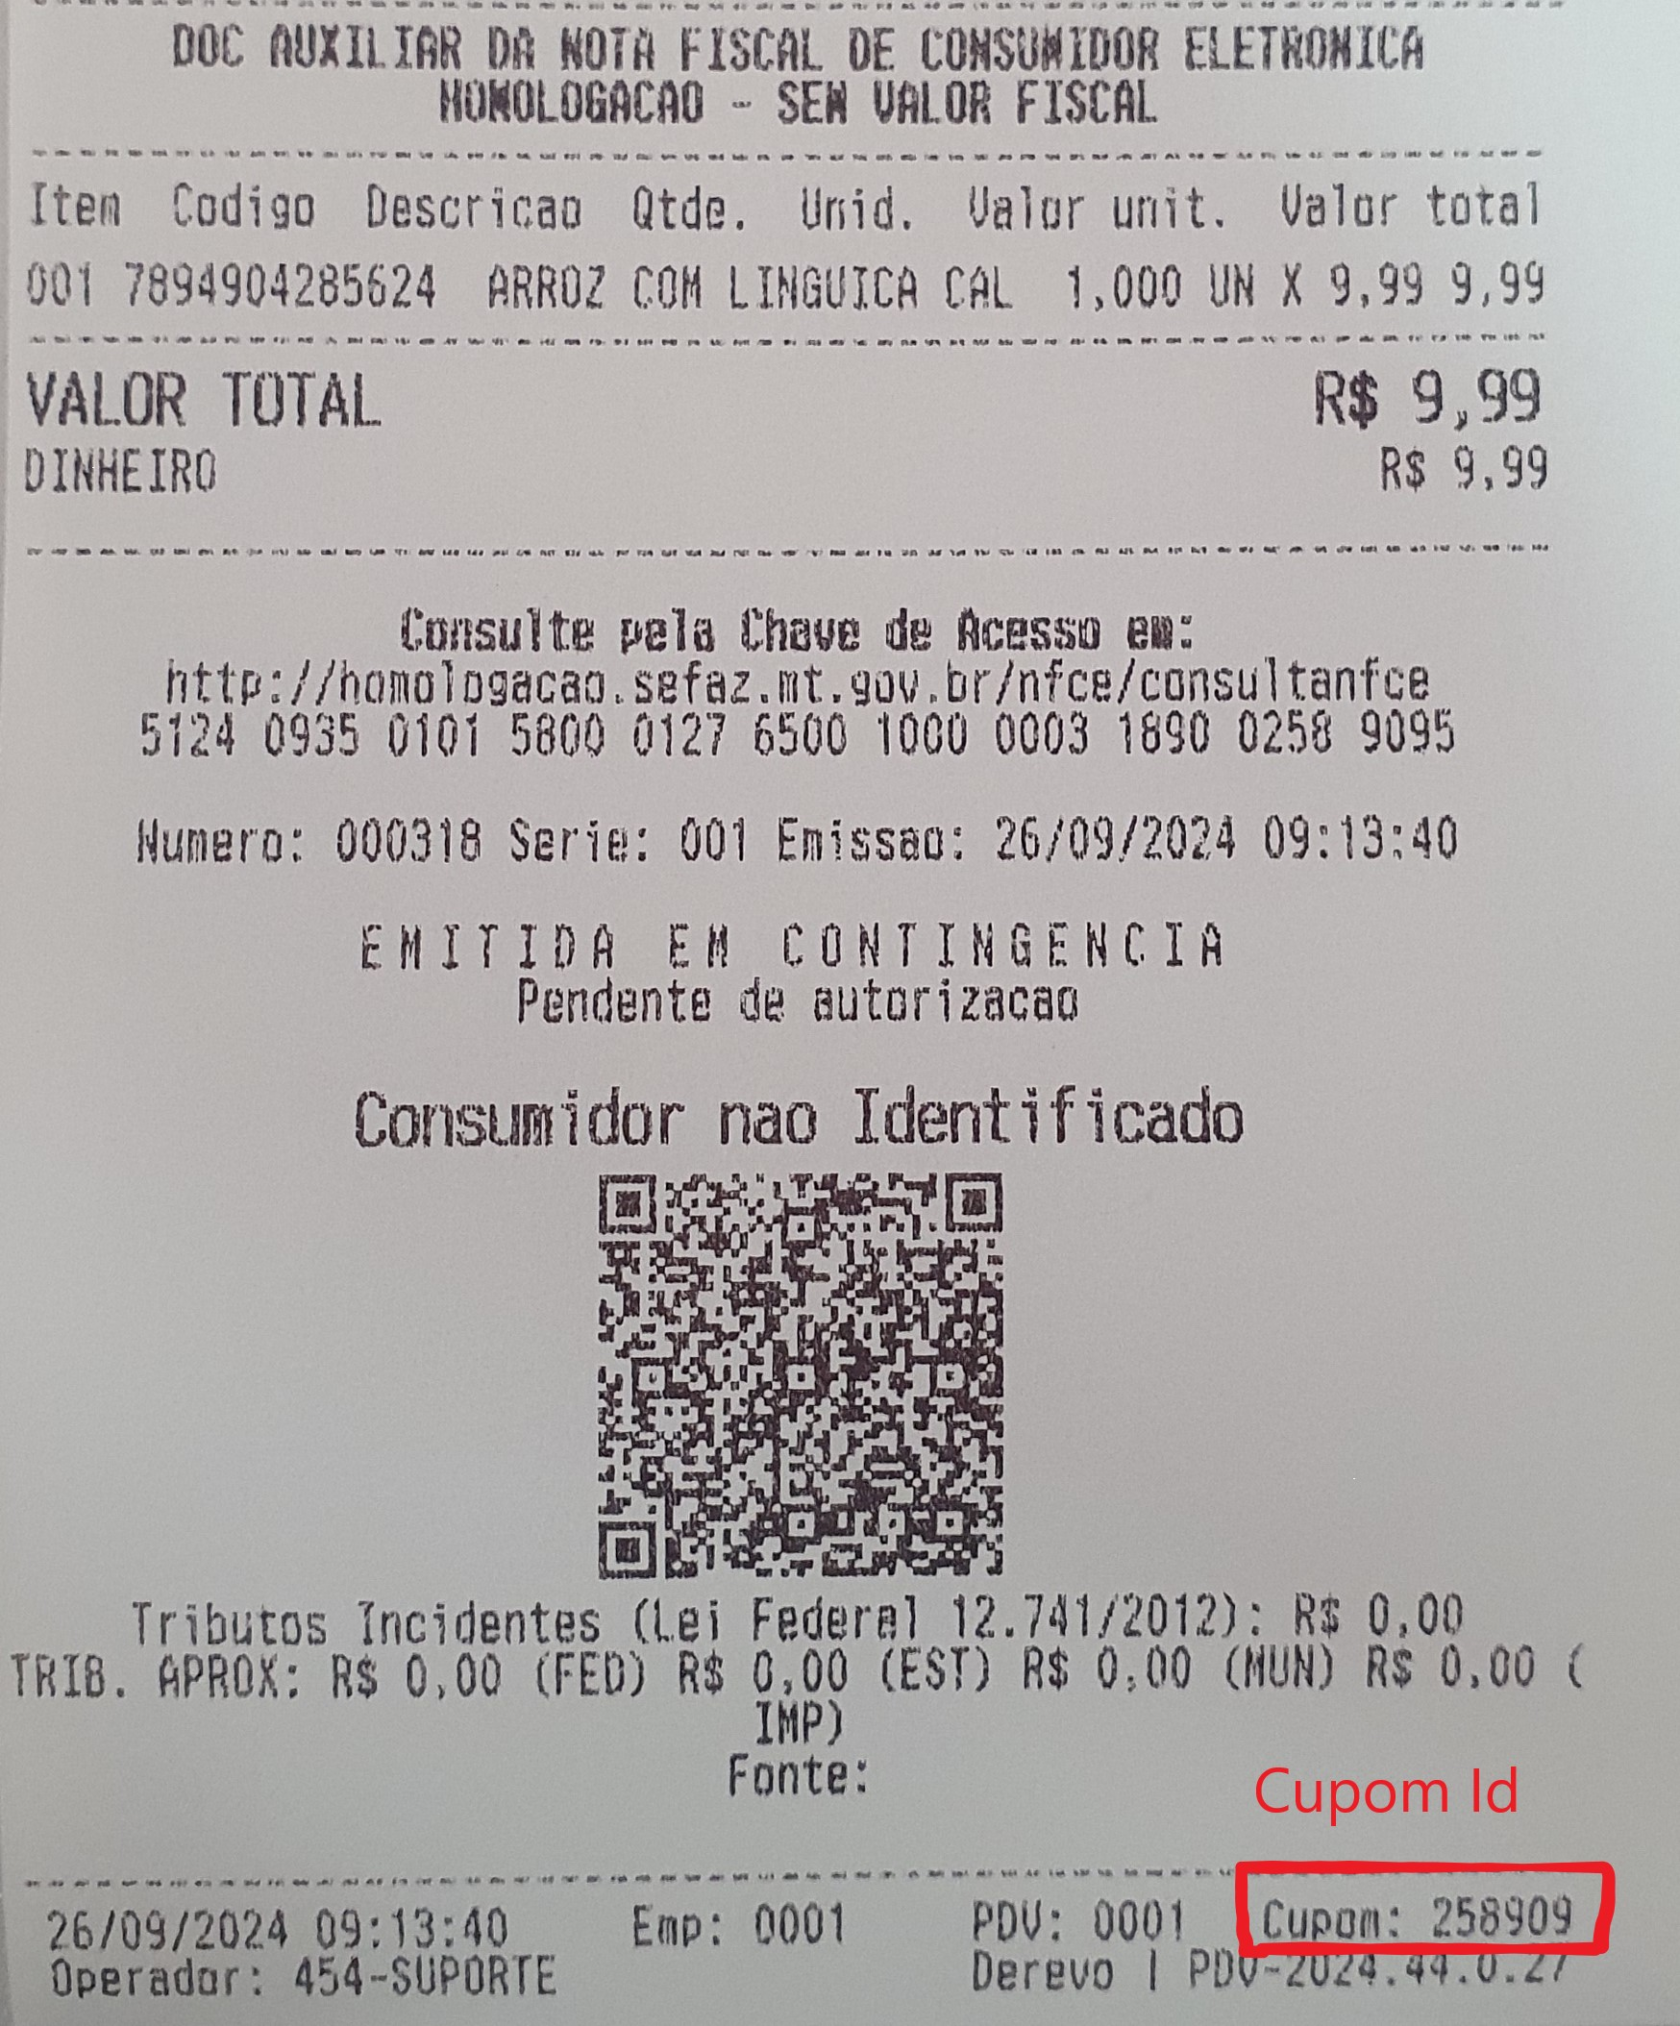 DOC AUXILIAR DA NOTA FISCAL DE CONSUMIDOR ELETRONICA
HOMOLOGACAO - SEM VALOR FISCAL
Item Codigo Descricao Qtde. Unid. Valor unit. Valor total
001 7894904285624 ARROZ COM LINGUICA CAL 1,000 UN X 9,99 9,99
VALOR TOTAL R$ 9,99
DINHEIRO R$ 9,99
Consulte pela Chave de Acesso em:
http://homologacao.sefaz.mt.gov.br/nfce/consultanfce
5124 0935 0101 5800 0127 6500 1000 0003 1890 0258 9095
Numero: 000318 Serie: 001 Emissao: 26/09/2024 09:13:40
EMITIDA EM CONTINGENCIA
Pendente de autorizacao
Consumidor nao Identificado
Tributos Incidentes (Lei Federal 12.741/2012): R$ 0,00
TRIB. APROX: R$ 0,00 (FED) R$ 0,00 (EST) R$ 0,00 (MUN) R$ 0,00 (
IMP)
Fonte:
Cupom Id
26/09/2024 09:13:40 Emp: 0001 PDV: 0001 Cupom: 258909
Operador: 454-SUPORTE Derevo | PDV-2024.44.0.27